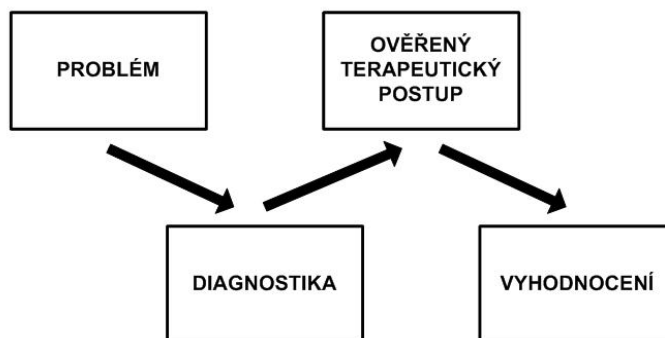 PROBLÉM
OVĚŘENÝ
TERAPEUTICKÝ
POSTUP
DIAGNOSTIKA
VYHODNOCENÍ